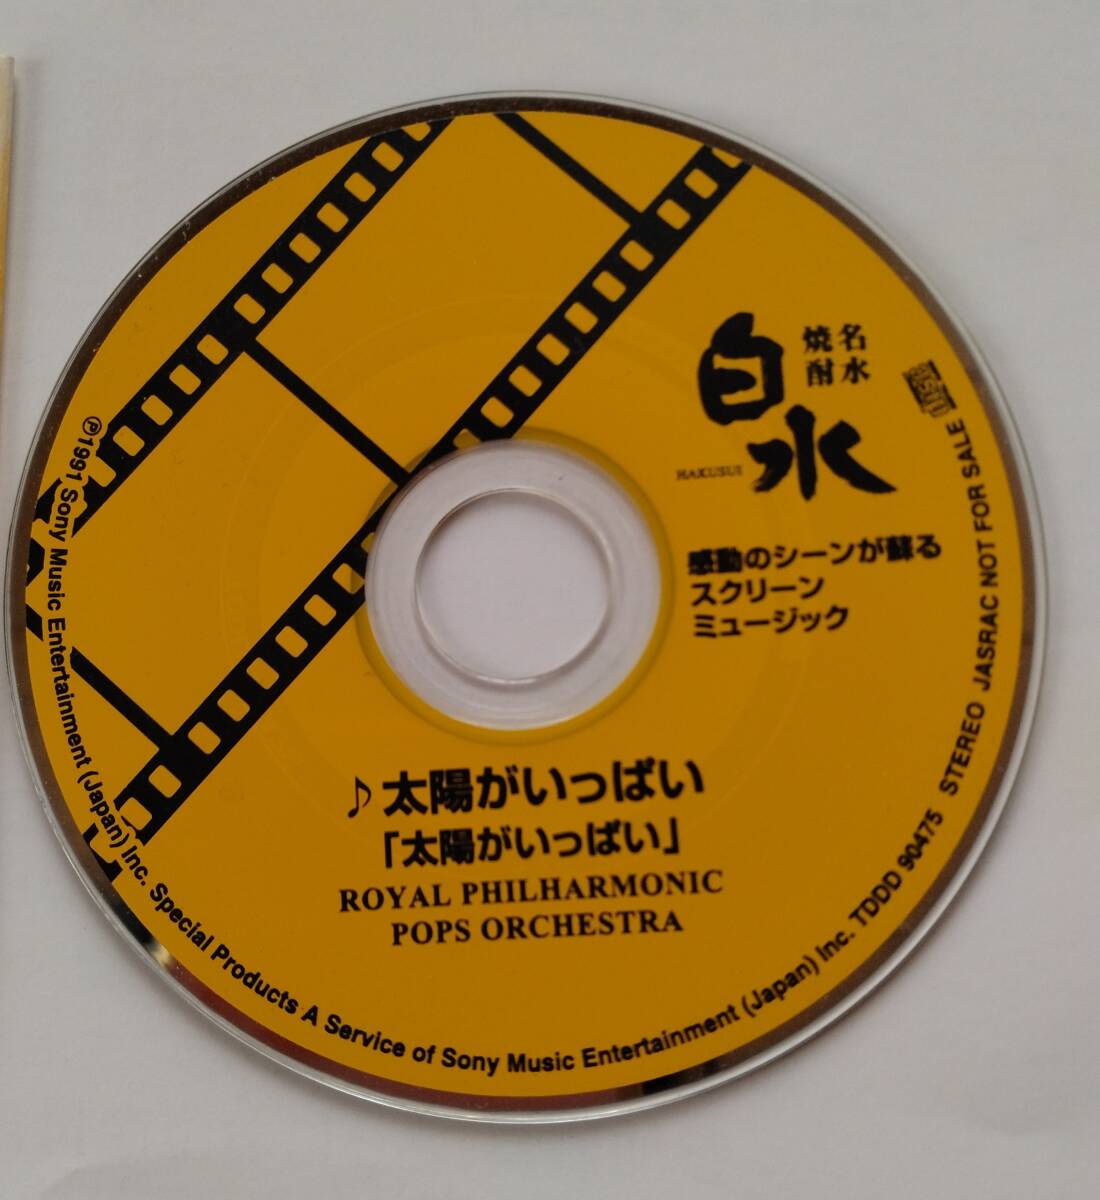 名水
焼酎
白水
HAKUSUI
感動のシーンが蘇る
スクリーン
ミュージック
♪太陽がいっぱい
「太陽がいっぱい」
ROYAL PHILHARMONIC
POPS ORCHESTRA
Ⓟ1991 Sony Music Entertainment (Japan) Inc. Special Products A Service of Sony Music Entertainment (Japan) Inc. TDDD 90475 STEREO JASRAC NOT FOR SALE